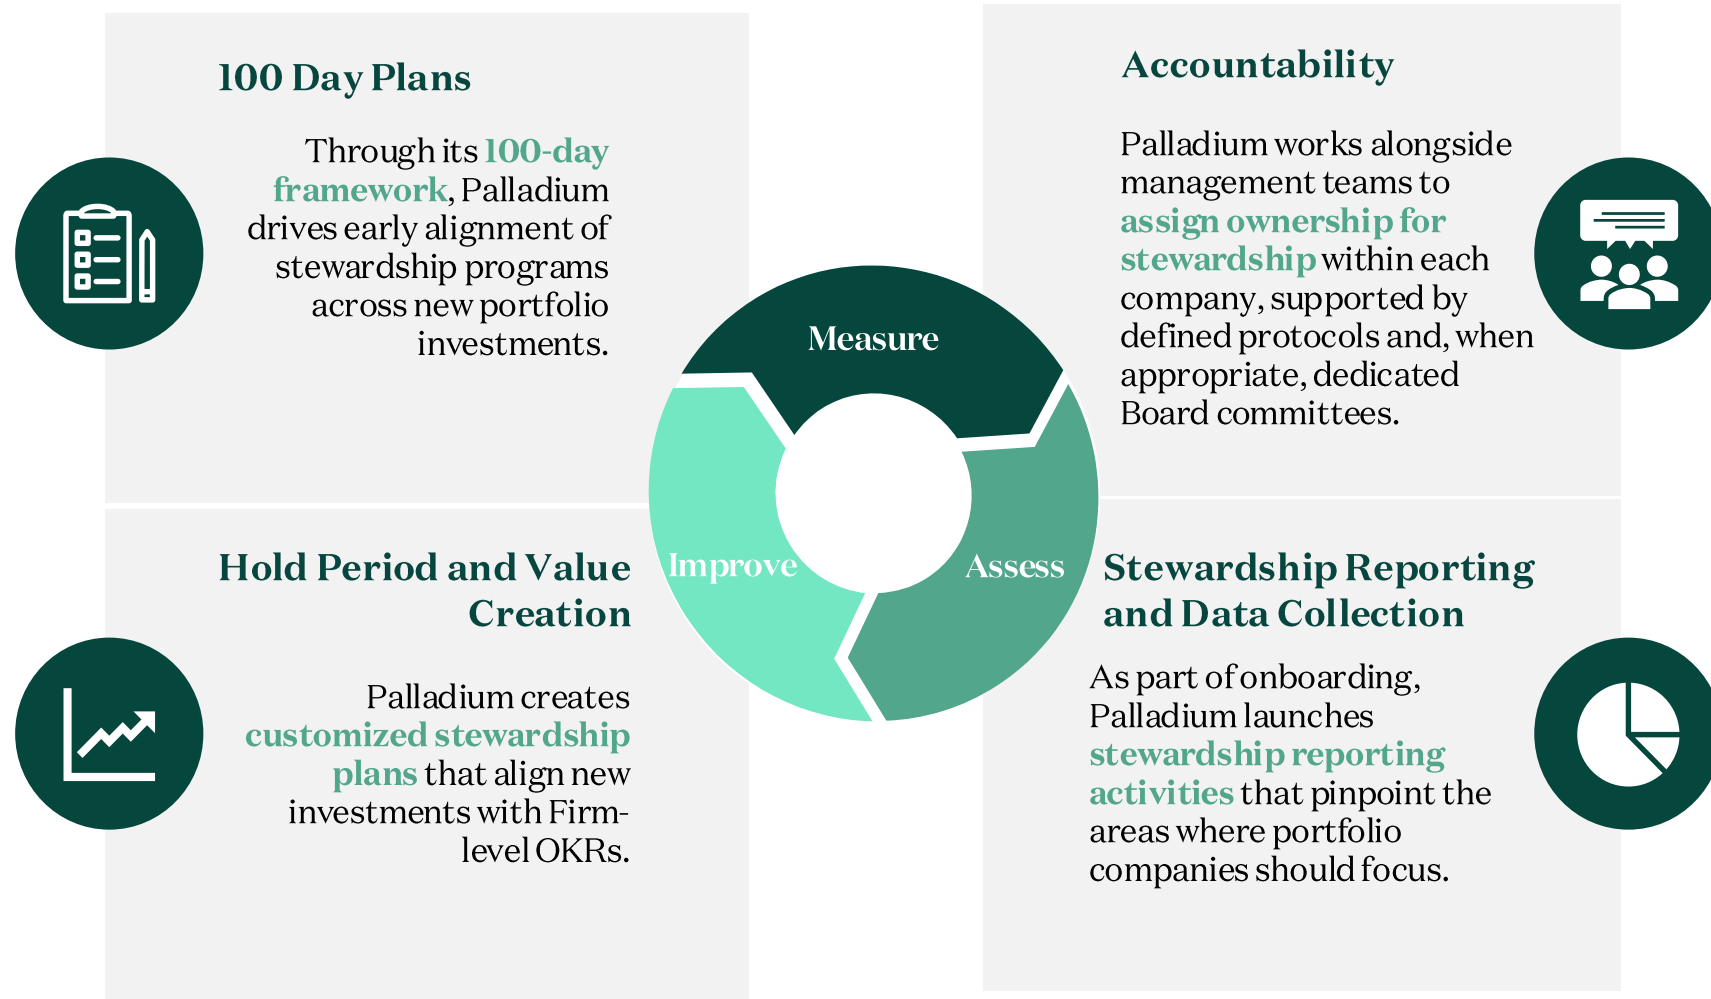 100 Day Plans
Through its 100-day
framework, Palladium
drives early alignment of
stewardship programs
across new portfolio
investments.
Accountability
Palladium works alongside
management teams to
assign ownership for
stewardship within each
company, supported by
defined protocols and, when
appropriate, dedicated
Board committees.
Measure
Improve
Assess
Hold Period and Value
Creation
Palladium creates
customized stewardship
plans that align new
investments with Firm-
level OKRs.
Stewardship Reporting
and Data Collection
As part of onboarding,
Palladium launches
stewardship reporting
activities that pinpoint the
areas where portfolio
companies should focus.